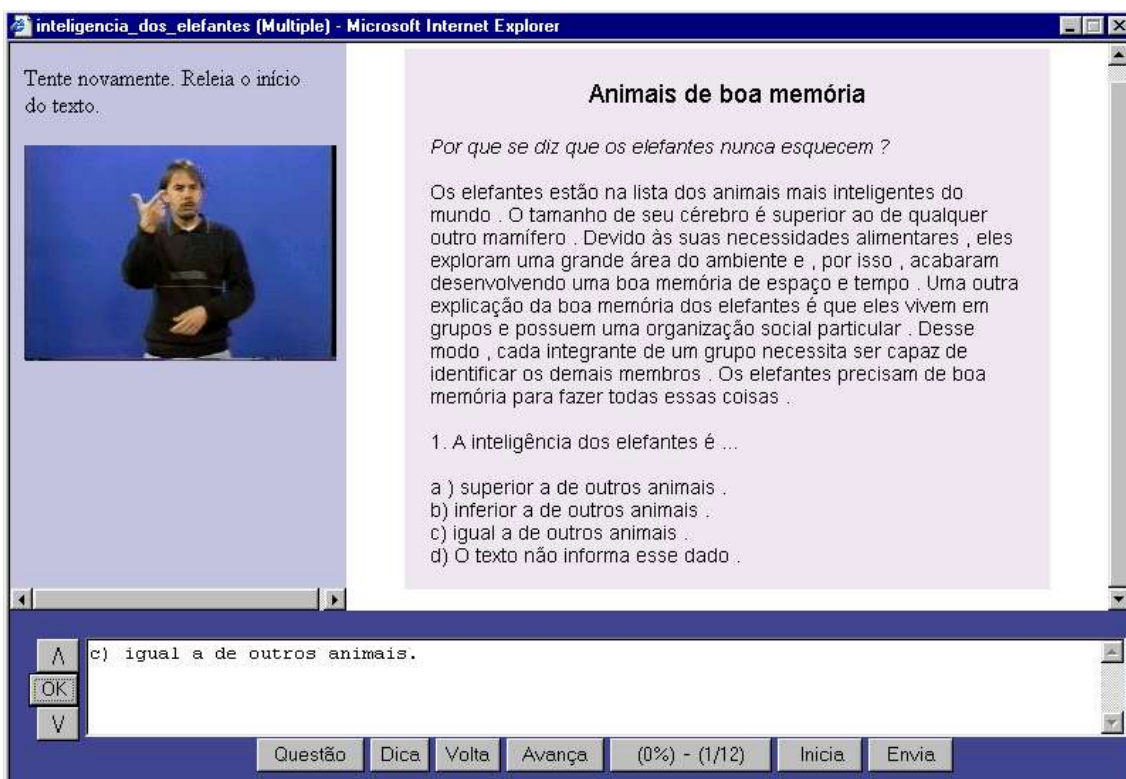 inteligencia_dos_elefantes (Multiple) - Microsoft Internet Explorer
Tente novamente. Releia o início
do texto.
Animais de boa memória
Por que se diz que os elefantes nunca esquecem ?
Os elefantes estão na lista dos animais mais inteligentes do
mundo . O tamanho de seu cérebro é superior ao de qualquer
outro mamífero . Devido às suas necessidades alimentares , eles
exploram uma grande área do ambiente e , por isso , acabaram
desenvolvendo uma boa memória de espaço e tempo . Uma outra
explicação da boa memória dos elefantes é que eles vivem em
grupos e possuem uma organização social particular . Desse
modo , cada integrante de um grupo necessita ser capaz de
identificar os demais membros . Os elefantes precisam de boa
memória para fazer todas essas coisas .
1. A inteligência dos elefantes é ...
a ) superior a de outros animais .
b) inferior a de outros animais .
c) igual a de outros animais .
d) O texto não informa esse dado .
Λ
c) igual a de outros animais.
OK
V
Questão Dica Volta Avança (0%) - (1/12) Inicia Envia